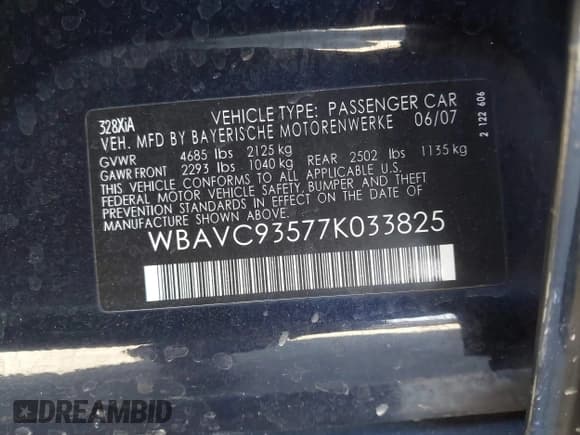 328XiA VEHICLE TYPE: PASSENGER CAR
VEH. MFD BY BAYERISCHE MOTORENWERKE 06/07
GVWR 4685 lbs 2125 kg
GAWR FRONT 2293 lbs 1040 kg REAR 2502 lbs 1135 kg
THIS VEHICLE CONFORMS TO ALL APPLICABLE
FEDERAL MOTOR VEHICLE SAFETY, BUMPER AND THEFT
PREVENTION STANDARDS IN EFFECT ON THE DATE OF
MANUFACTURE SHOWN ABOVE.
WBAVC93577K033825
2 122 606
DREAMBID